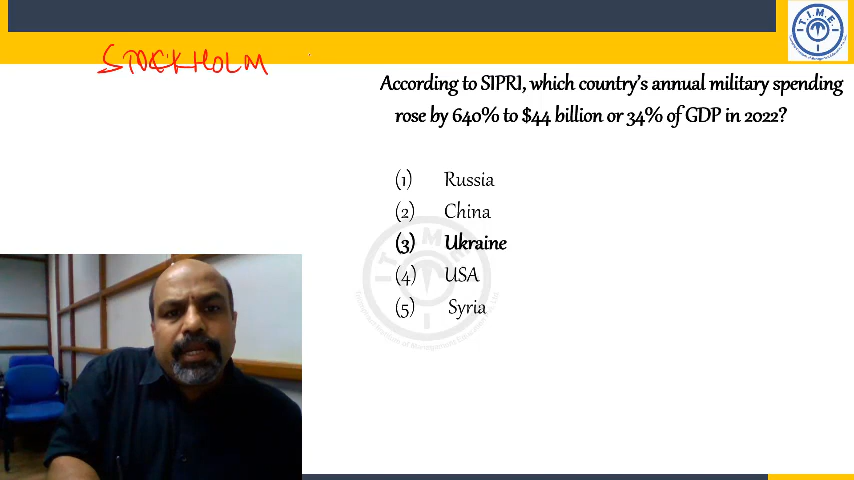 T.I.M.E.
STOCKHOLM
According to SIPRI, which country's annual military spending
rose by 640% to $44 billion or 34% of GDP in 2022?
(1) Russia
(2) China
(3) Ukraine
(4) USA
(5) Syria